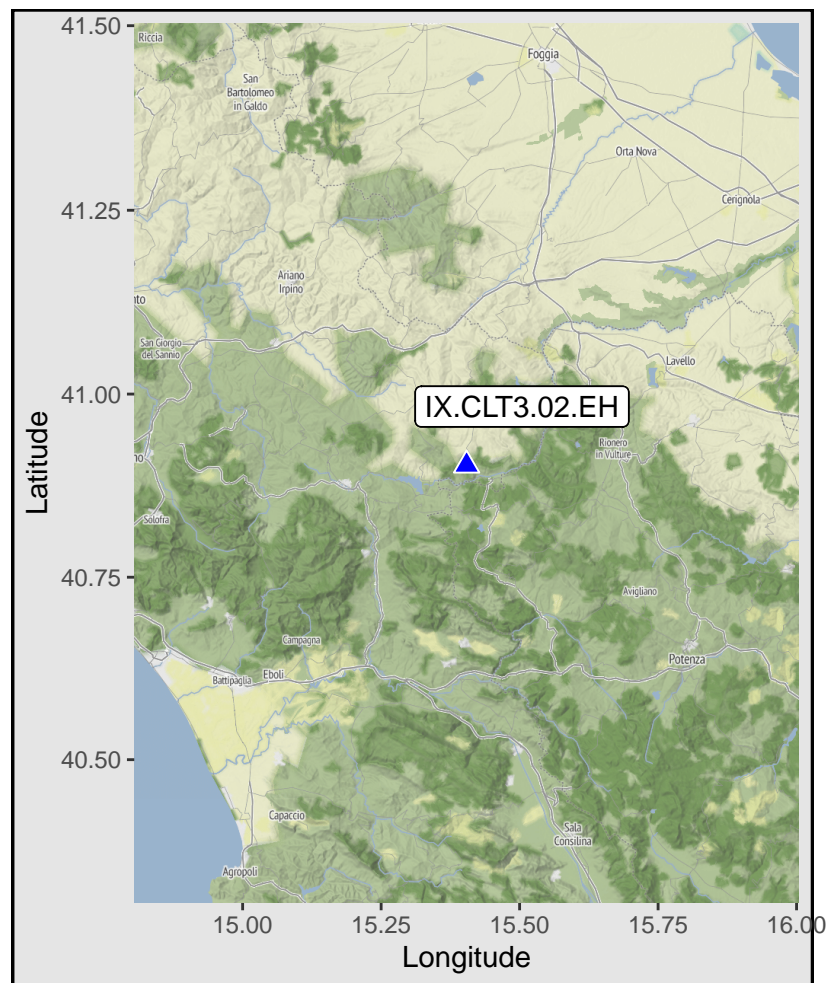 41.50
41.25
41.00
40.75
40.50
Latitude
Riccia
San
Bartolomeo
in Galdo
Foggia
Orta Nova
Cerignola
Ariano
Irpino
nto
San Giorgio
del Sannio
Lavello
IX.CLT3.02.EH
Rionero
in Vulture
no
Solofra
Avigliano
Campagna
Potenza
Battipaglia
Eboli
Capaccio
Sala
Consilina
Agropoli
15.00
15.25
15.50
15.75
16.00
Longitude